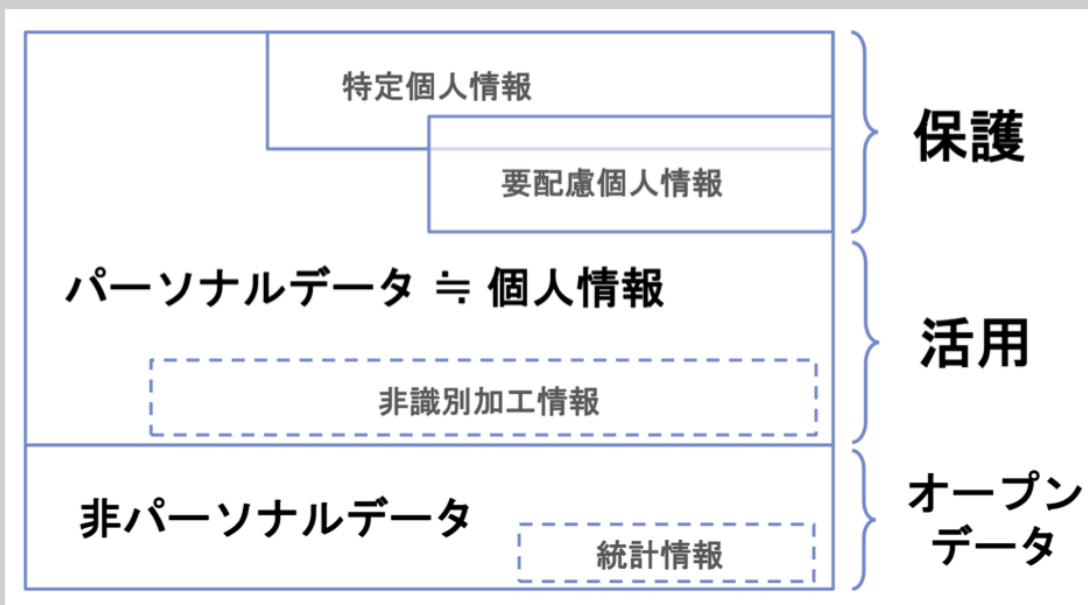 特定個人情報
保護
要配慮個人情報
パーソナルデータ ≒ 個人情報
活用
非識別加工情報
非パーソナルデータ
オープン
データ
統計情報